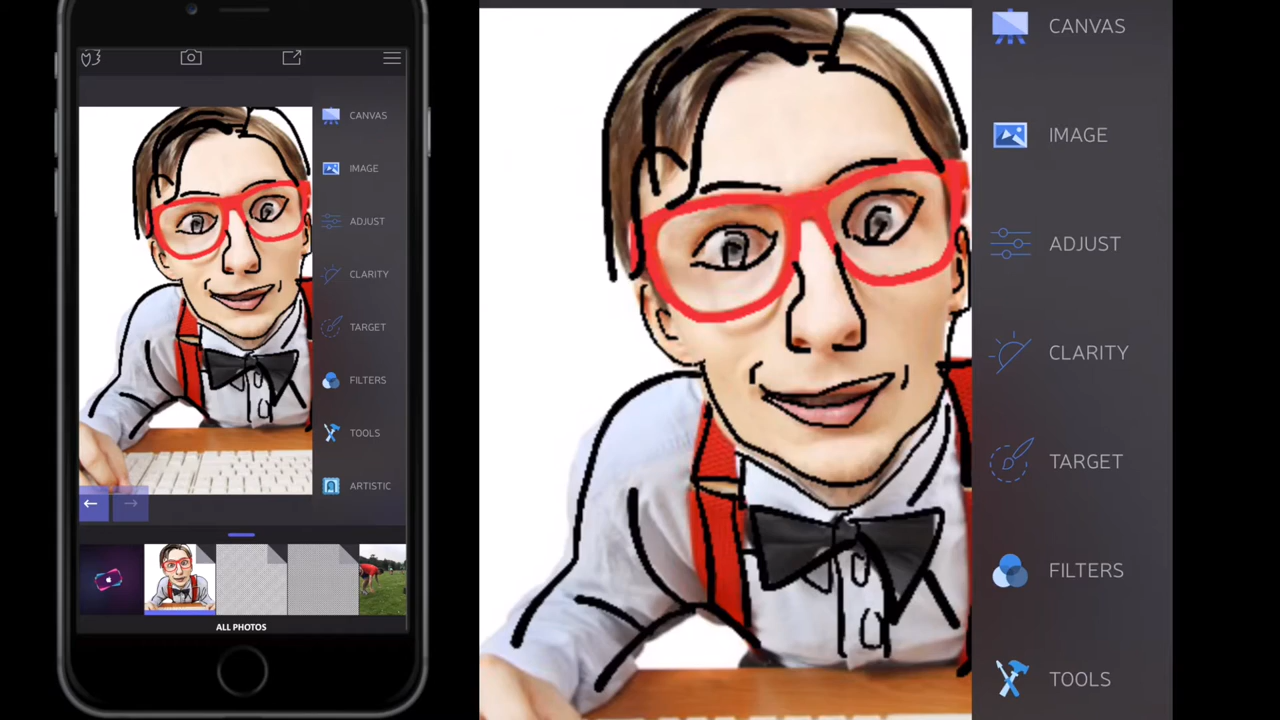 CANVAS
IMAGE
ADJUST
CLARITY
TARGET
FILTERS
TOOLS
ARTISTIC
ALL PHOTOS
CANVAS
IMAGE
ADJUST
CLARITY
TARGET
FILTERS
TOOLS